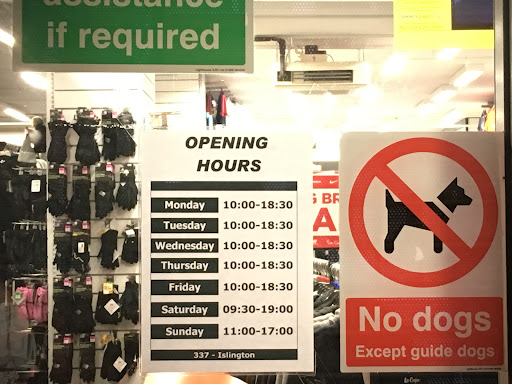 assistance
if required
OPENING
HOURS
Monday 10:00-18:30
Tuesday 10:00-18:30
Wednesday 10:00-18:30
Thursday 10:00-18:30
Friday 10:00-18:30
Saturday 09:30-19:00
Sunday 11:00-17:00
337 - Islington
No dogs
Except guide dogs